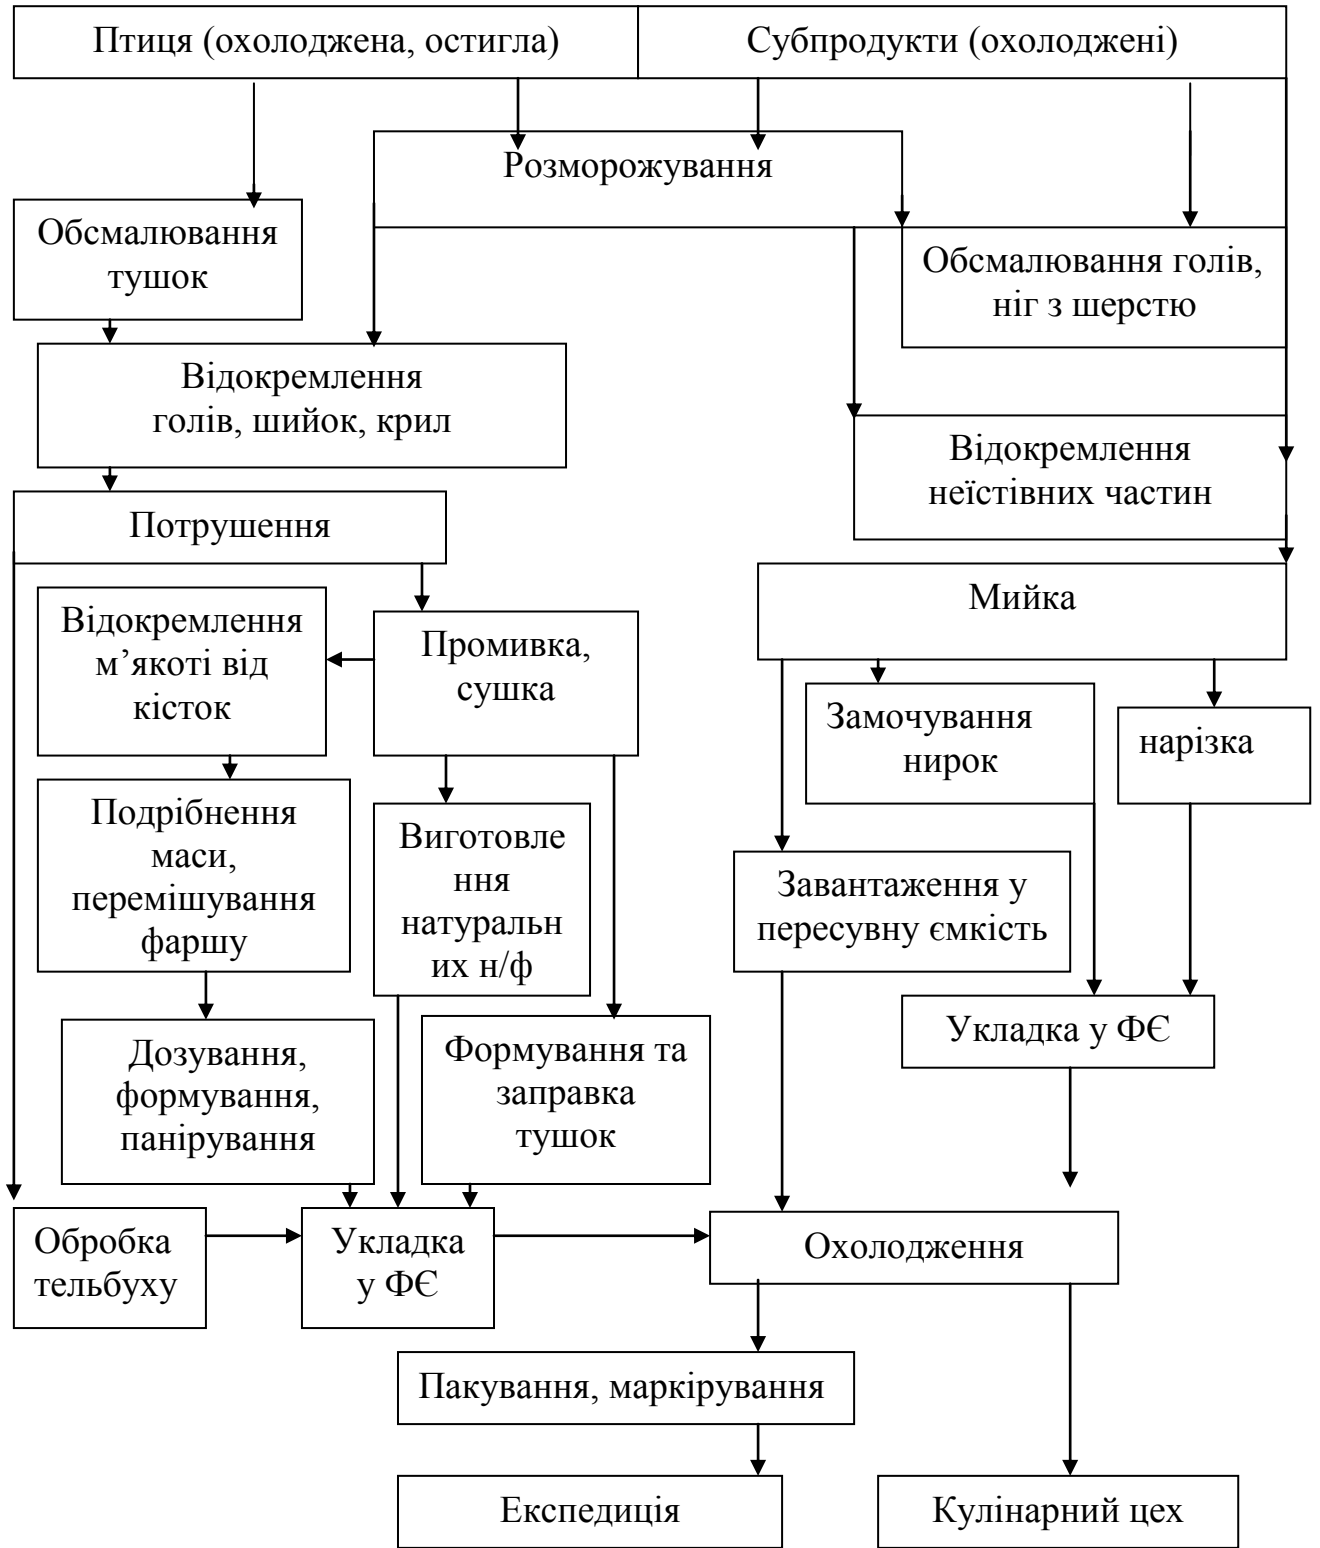 Птиця (охолоджена, остигла)
Субпродукти (охолоджені)
Розморожування
Обсмалювання
тушок
Обсмалювання голів,
ніг з шерстю
Відокремлення
голів, шийок, крил
Відокремлення
неїстівних частин
Потрушення
Мийка
Відокремлення
м’якоті від
кісток
Промивка,
сушка
Замочування
нирок
нарізка
Подрібнення
маси,
перемішування
фаршу
Виготовле
ння
натуральн
их н/ф
Завантаження у
пересувну ємкість
Укладка у ФЄ
Дозування,
формування,
панірування
Формування та
заправка
тушок
Обробка
тельбуху
Укладка
у ФЄ
Охолодження
Пакування, маркірування
Експедиція
Кулінарний цех